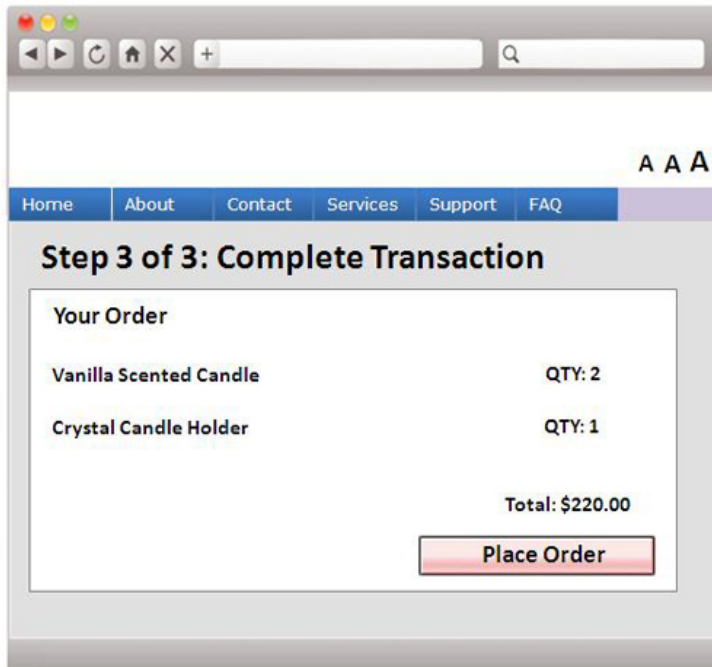 A A A
Home About Contact Services Support FAQ
Step 3 of 3: Complete Transaction
Your Order
Vanilla Scented Candle QTY: 2
Crystal Candle Holder QTY: 1
Total: $220.00
Place Order